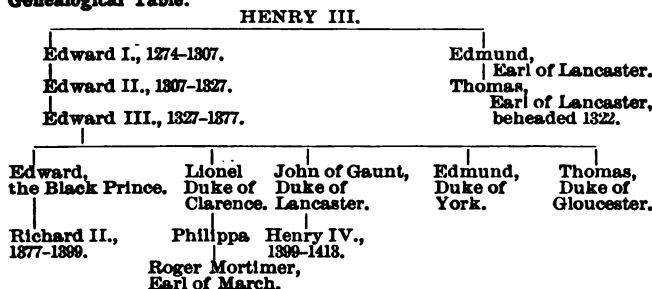 Genealogical Table.
HENRY III.
Edward I., 1274–1307.
Edward II., 1307–1327.
Edward III., 1327–1377.
Edmund,
Earl of Lancaster.
Thomas,
Earl of Lancaster,
beheaded 1322.
Edward,
the Black Prince.
Lionel
Duke of
Clarence.
John of Gaunt,
Duke of
Lancaster.
Edmund,
Duke of
York.
Thomas,
Duke of
Gloucester.
Richard II.,
1377–1399.
Philippa
Henry IV.,
1399–1413.
Roger Mortimer,
Earl of March.